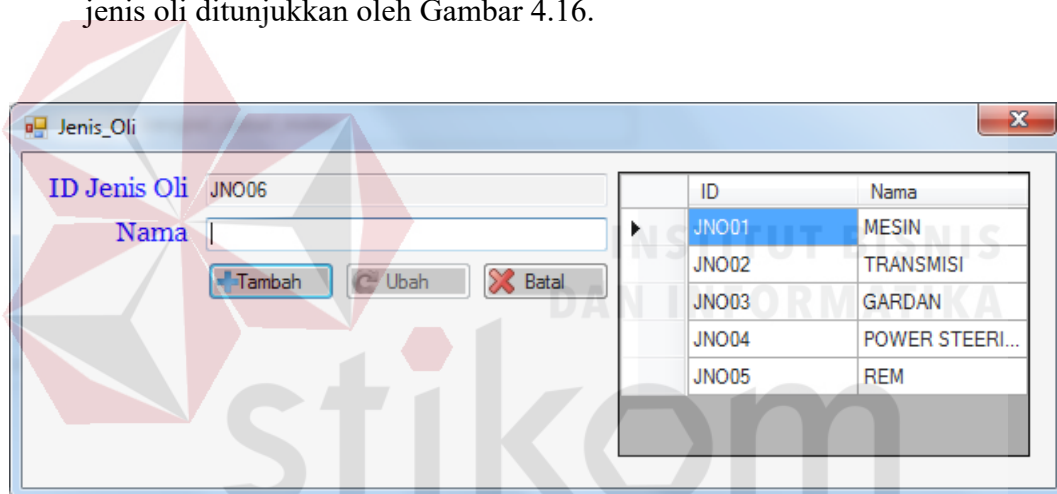 jenis oli ditunjukkan oleh Gambar 4.16.
Jenis_Oli
ID Jenis Oli JNO06
Nama
Tambah Ubah Batal
ID Nama
JNO01 MESIN
JNO02 TRANSMISI
JNO03 GARDAN
JNO04 POWER STEERI...
JNO05 REM
INSTITUT BISNIS
DAN INFORMATIKA
stikom